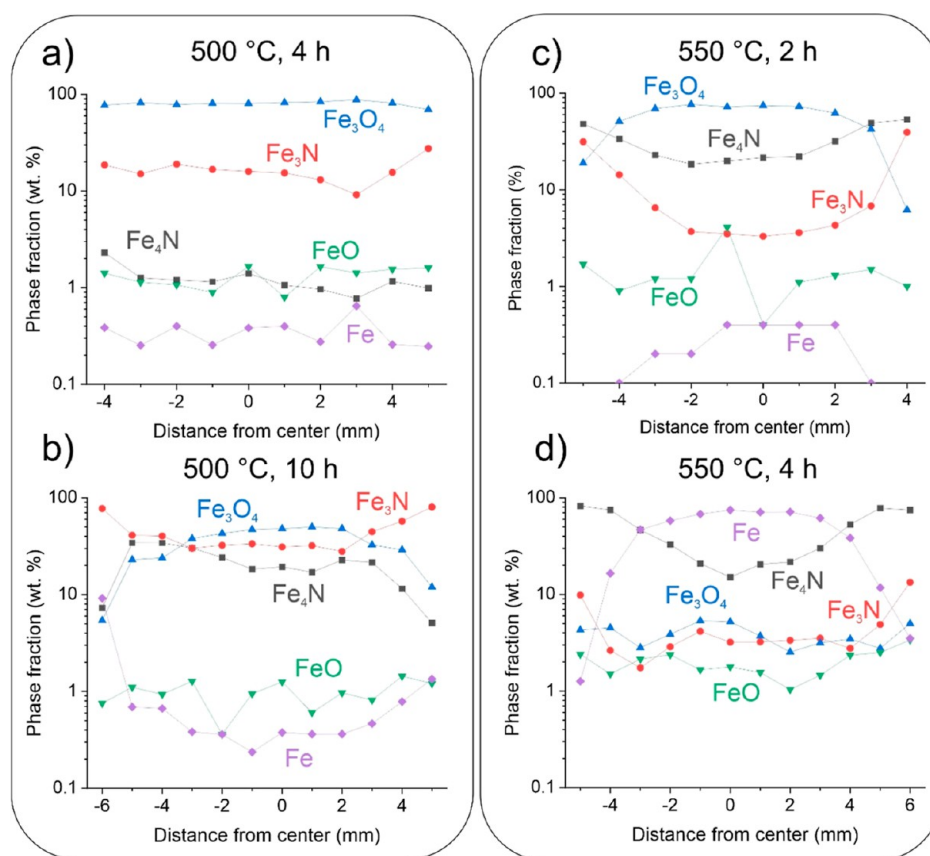 a)
500 °C, 4 h
Phase fraction (wt. %)
100
10
1
0.1
Fe₃O₄
Fe₃N
Fe₄N
FeO
Fe
-4 -2 0 2 4
Distance from center (mm)
c)
550 °C, 2 h
Phase fraction (%)
100
10
1
0.1
Fe₃O₄
Fe₄N
Fe₃N
FeO
Fe
-4 -2 0 2 4
Distance from center (mm)
b)
500 °C, 10 h
Phase fraction (wt. %)
100
10
1
0.1
Fe₃O₄
Fe₃N
Fe₄N
FeO
Fe
-6 -4 -2 0 2 4
Distance from center (mm)
d)
550 °C, 4 h
Phase fraction (wt. %)
100
10
1
0.1
Fe
Fe₄N
Fe₃O₄
Fe₃N
FeO
-4 -2 0 2 4 6
Distance from center (mm)